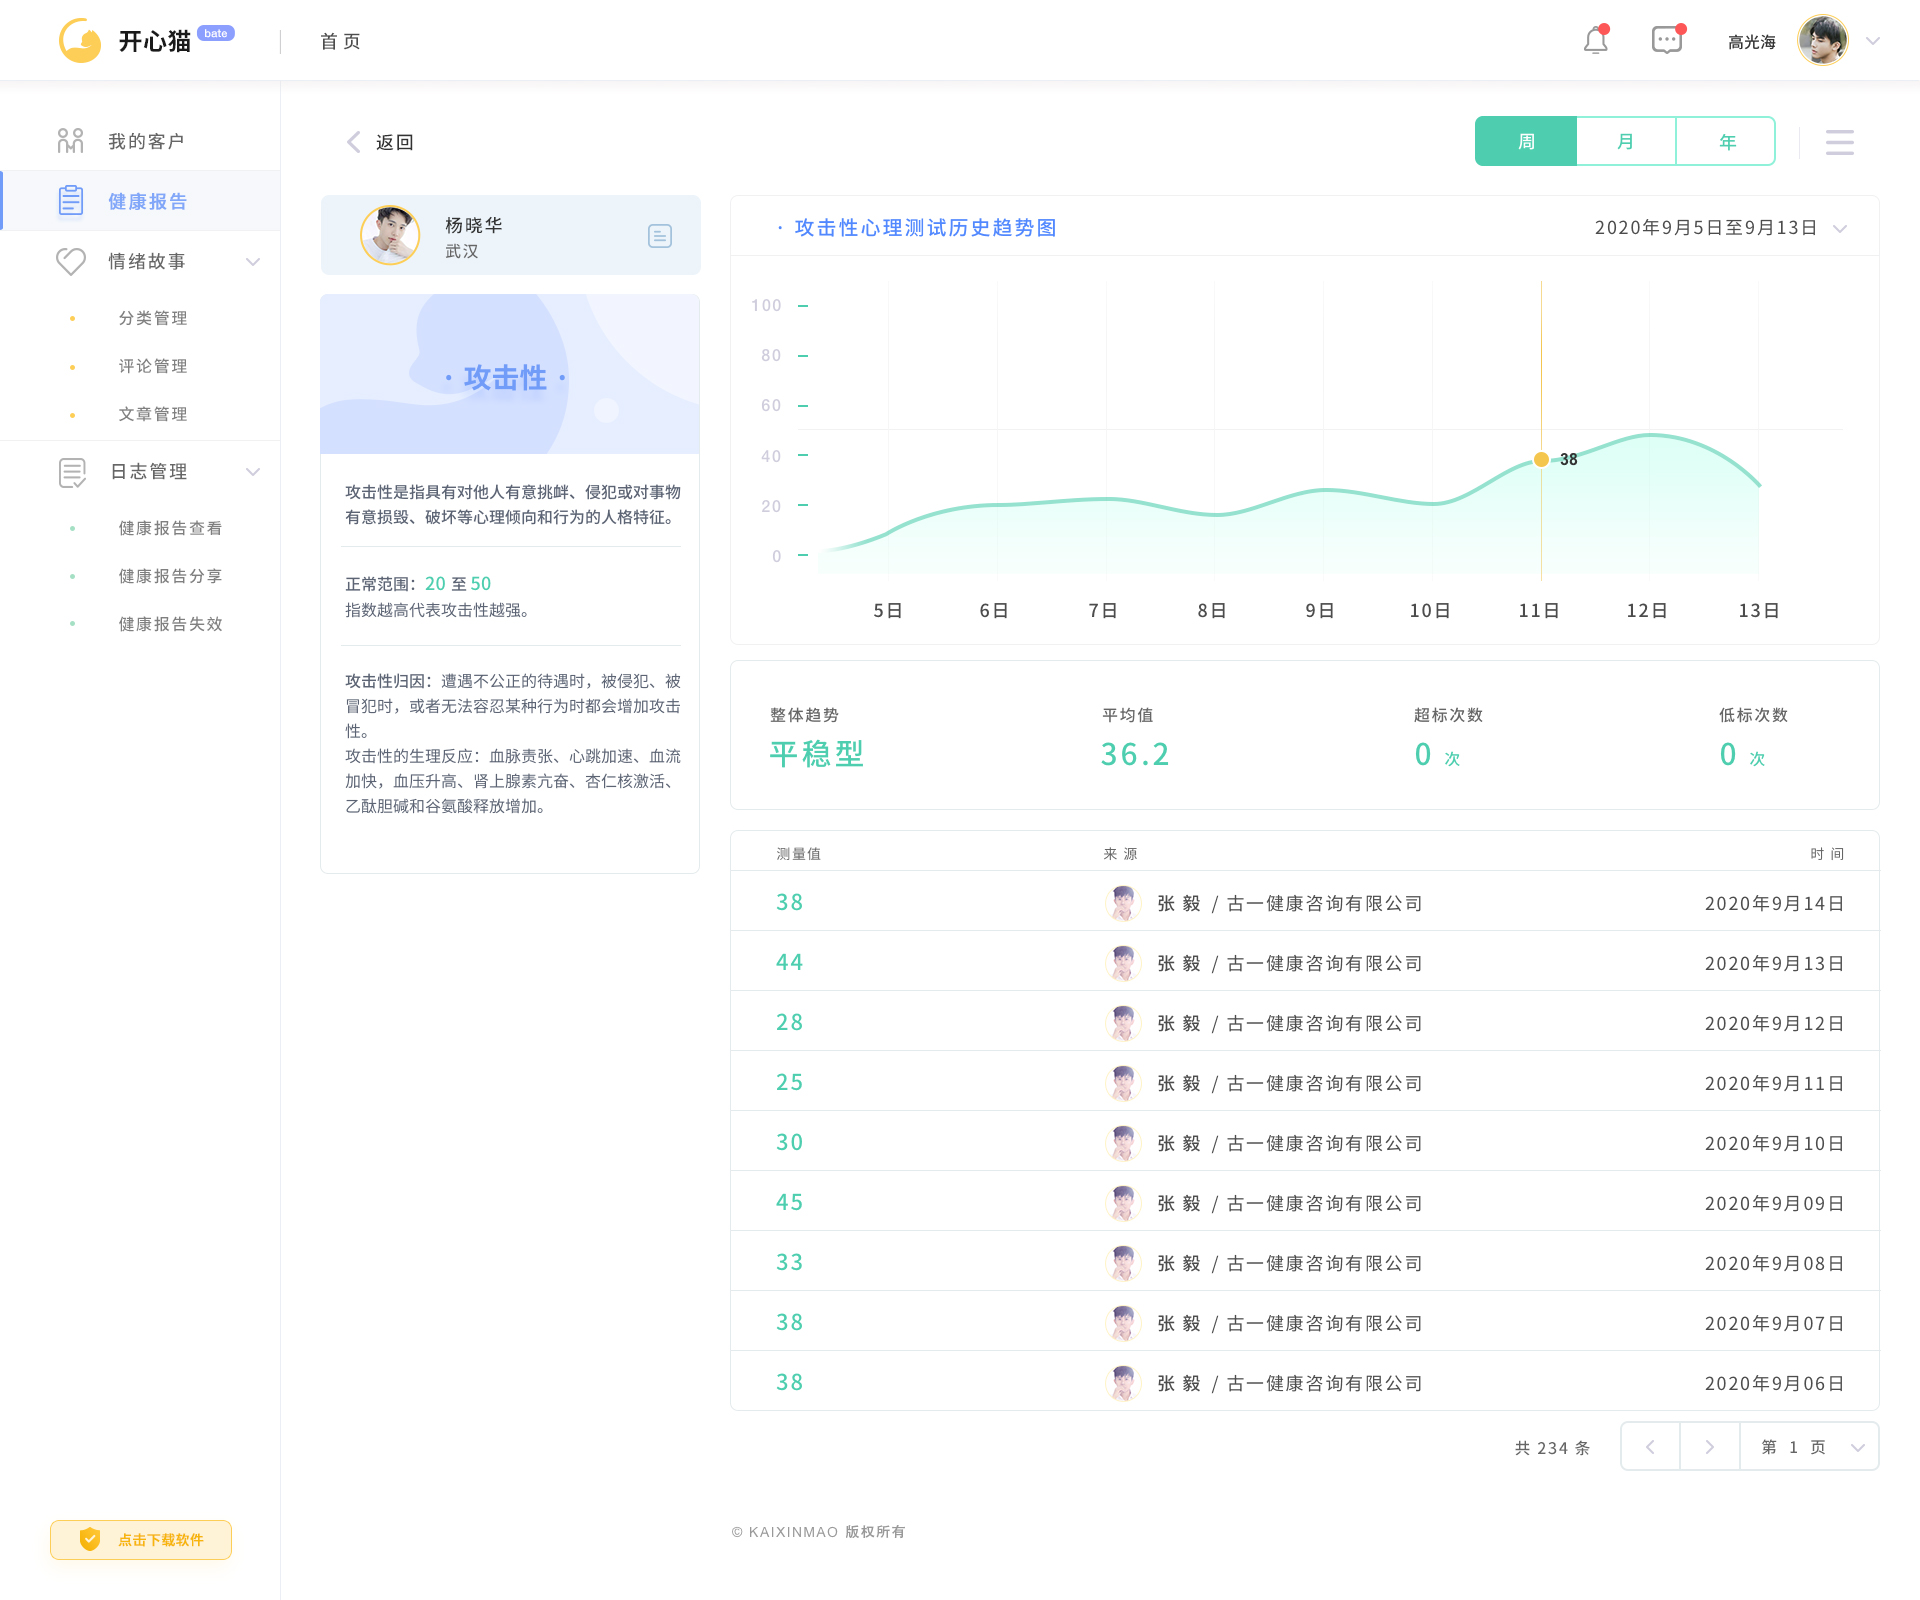 开心猫 bate
首 页
高光海
我的客户
健康报告
情绪故事
分类管理
评论管理
文章管理
日志管理
健康报告查看
健康报告分享
健康报告失效
点击下载软件
返回
周 月 年
杨晓华
武汉
· 攻击性 ·
攻击性是指具有对他人有意挑衅、侵犯或对事物
有意损毁、破坏等心理倾向和行为的人格特征。
正常范围：20 至 50
指数越高代表攻击性越强。
攻击性归因：遭遇不公正的待遇时，被侵犯、被
冒犯时，或者无法容忍某种行为时都会增加攻击
性。
攻击性的生理反应：血脉责张、心跳加速、血流
加快，血压升高、肾上腺素亢奋、杏仁核激活、
乙酞胆碱和谷氨酸释放增加。
· 攻击性心理测试历史趋势图
2020年9月5日至9月13日
100
80
60
40
20
0
38
5日 6日 7日 8日 9日 10日 11日 12日 13日
整体趋势 平均值 超标次数 低标次数
平稳型 36.2 0 次 0 次
测量值 来 源 时 间
38 张 毅 / 古一健康咨询有限公司 2020年9月14日
44 张 毅 / 古一健康咨询有限公司 2020年9月13日
28 张 毅 / 古一健康咨询有限公司 2020年9月12日
25 张 毅 / 古一健康咨询有限公司 2020年9月11日
30 张 毅 / 古一健康咨询有限公司 2020年9月10日
45 张 毅 / 古一健康咨询有限公司 2020年9月09日
33 张 毅 / 古一健康咨询有限公司 2020年9月08日
38 张 毅 / 古一健康咨询有限公司 2020年9月07日
38 张 毅 / 古一健康咨询有限公司 2020年9月06日
共 234 条
第 1 页
© KAIXINMAO 版权所有